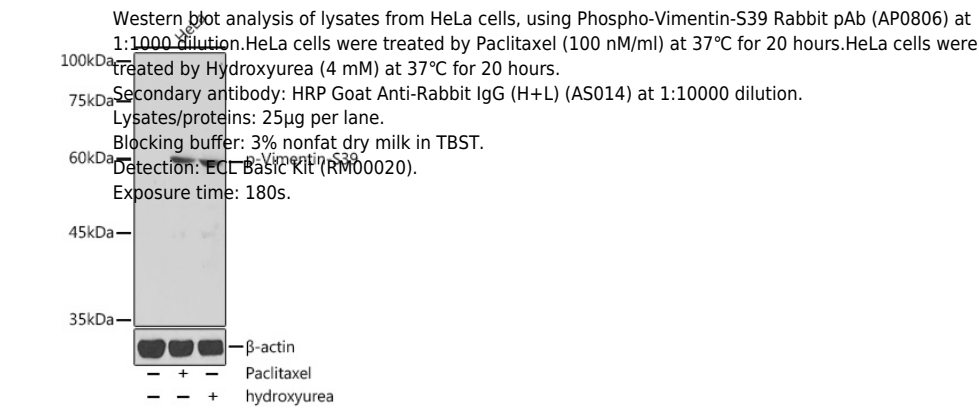 Western blot analysis of lysates from HeLa cells, using Phospho-Vimentin-S39 Rabbit pAb (AP0806) at
1:1000 dilution.HeLa cells were treated by Paclitaxel (100 nM/ml) at 37℃ for 20 hours.HeLa cells were
treated by Hydroxyurea (4 mM) at 37℃ for 20 hours.
Secondary antibody: HRP Goat Anti-Rabbit IgG (H+L) (AS014) at 1:10000 dilution.
Lysates/proteins: 25μg per lane.
Blocking buffer: 3% nonfat dry milk in TBST.
Detection: ECL Basic Kit (RM00020).
Exposure time: 180s.
HeLa
100kDa
75kDa
60kDa
p-Vimentin-S39
45kDa
35kDa
β-actin
− + − Paclitaxel
− − + hydroxyurea